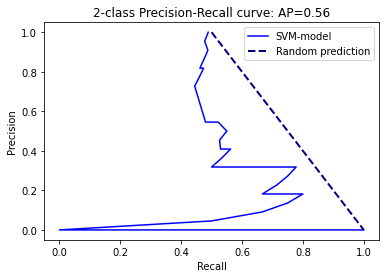 2-class Precision-Recall curve: AP=0.56
SVM-model
Random prediction
1.0
0.8
0.6
0.4
0.2
0.0
Precision
0.0 0.2 0.4 0.6 0.8 1.0
Recall